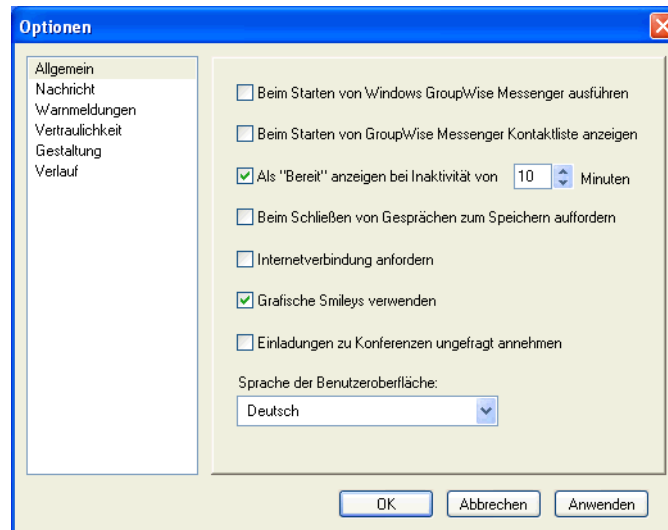 Optionen
Allgemein
Nachricht
Warnmeldungen
Vertraulichkeit
Gestaltung
Verlauf
Beim Starten von Windows GroupWise Messenger ausführen
Beim Starten von GroupWise Messenger Kontaktliste anzeigen
Als "Bereit" anzeigen bei Inaktivität von 10 Minuten
Beim Schließen von Gesprächen zum Speichern auffordern
Internetverbindung anfordern
Grafische Smileys verwenden
Einladungen zu Konferenzen ungefragt annehmen
Sprache der Benutzeroberfläche:
Deutsch
OK Abbrechen Anwenden